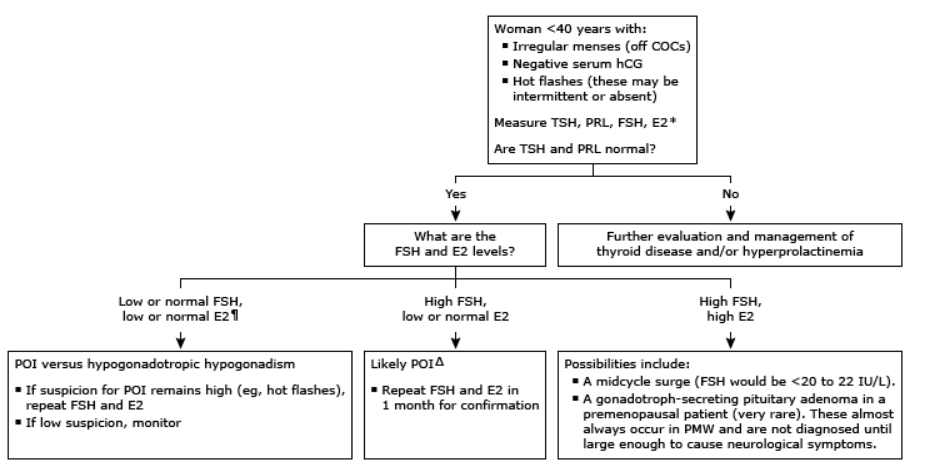 Woman <40 years with:
▪ Irregular menses (off COCs)
▪ Negative serum hCG
▪ Hot flashes (these may be
intermittent or absent)
Measure TSH, PRL, FSH, E2*
Are TSH and PRL normal?
Yes
No
What are the
FSH and E2 levels?
Further evaluation and management of
thyroid disease and/or hyperprolactinemia
Low or normal FSH,
low or normal E2¶
High FSH,
low or normal E2
High FSH,
high E2
POI versus hypogonadotropic hypogonadism
▪ If suspicion for POI remains high (eg, hot flashes),
repeat FSH and E2
▪ If low suspicion, monitor
Likely POIΔ
▪ Repeat FSH and E2 in
1 month for confirmation
Possibilities include:
▪ A midcycle surge (FSH would be <20 to 22 IU/L).
▪ A gonadotroph-secreting pituitary adenoma in a
premenopausal patient (very rare). These almost
always occur in PMW and are not diagnosed until
large enough to cause neurological symptoms.